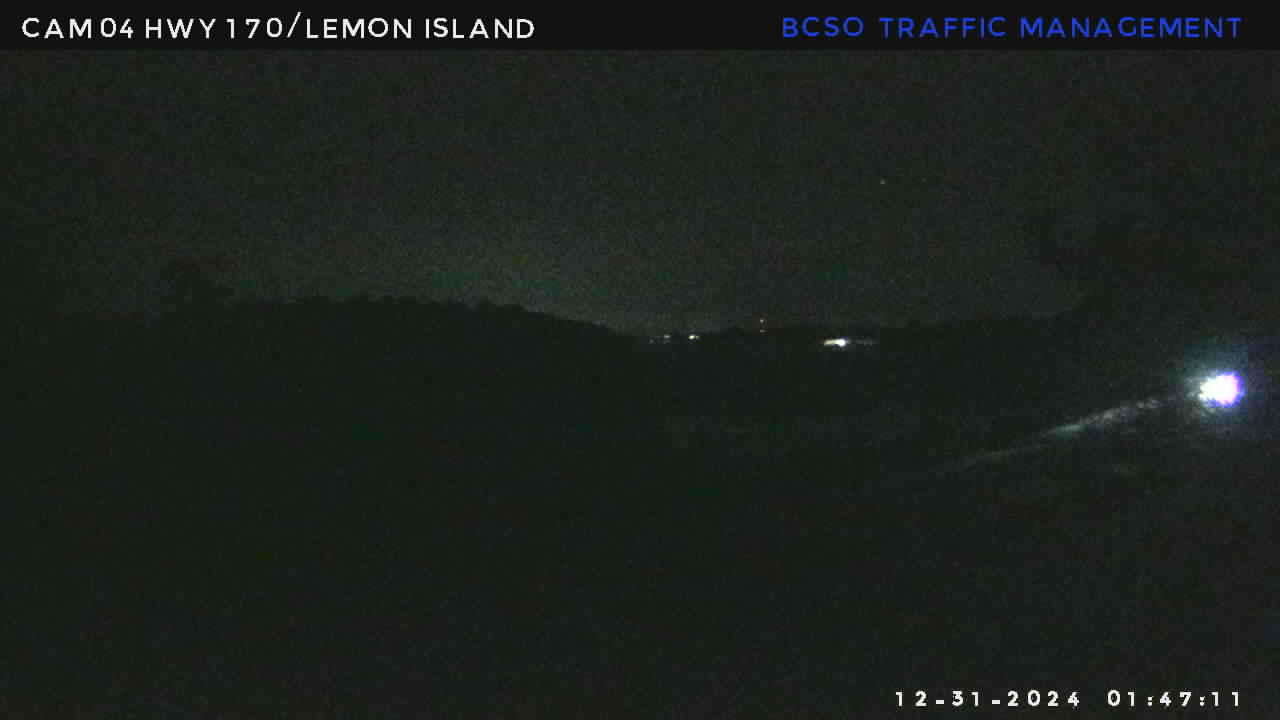 CAM04 HWY 170/LEMON ISLAND
BCSO TRAFFIC MANAGEMENT
12-31-2024 01:47:11